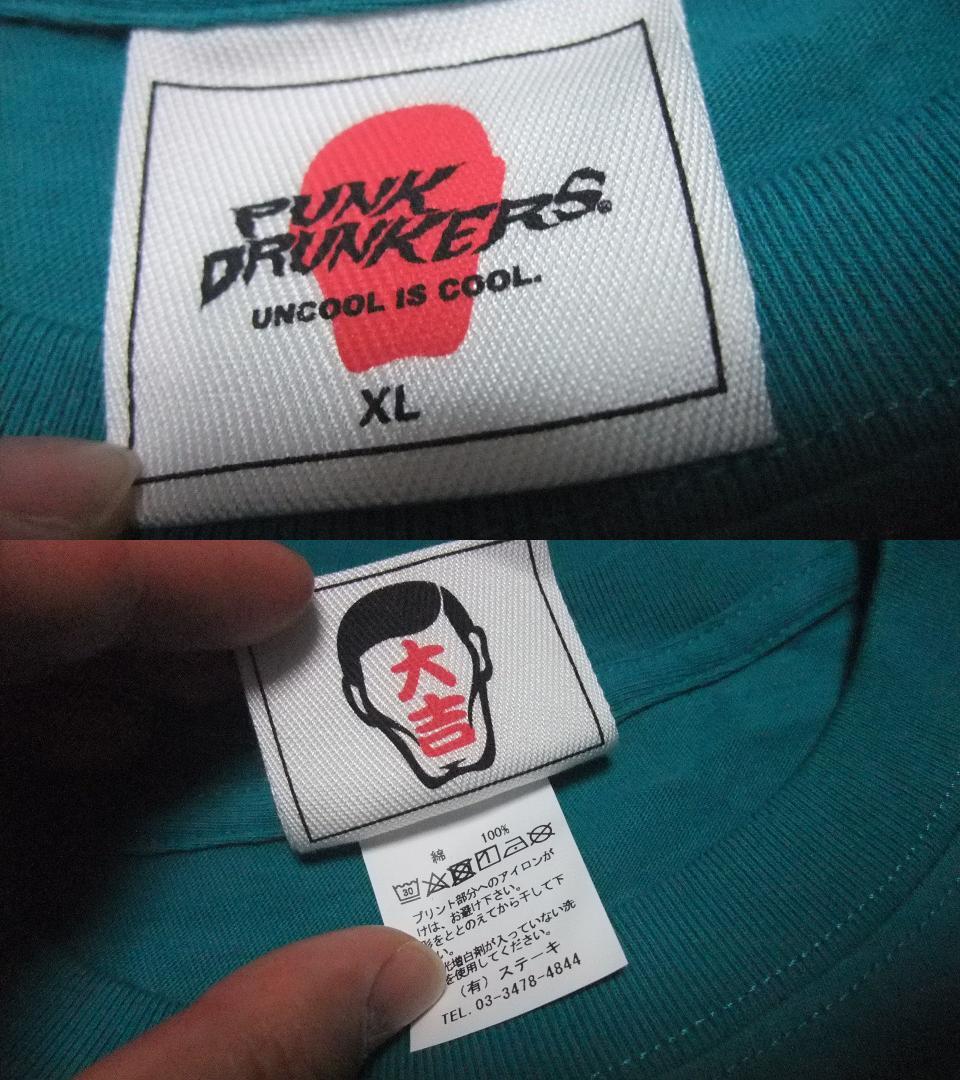 PUNK
DRUNKERS®
UNCOOL IS COOL.
XL
大
吉
綿 100%
30
プリント部分へのアイロンが
けは、お避け下さい。
形をととのえてから干して下
い。
光増白剤が入っていない洗
を使用してください。
(有) ステーキ
TEL. 03-3478-4844